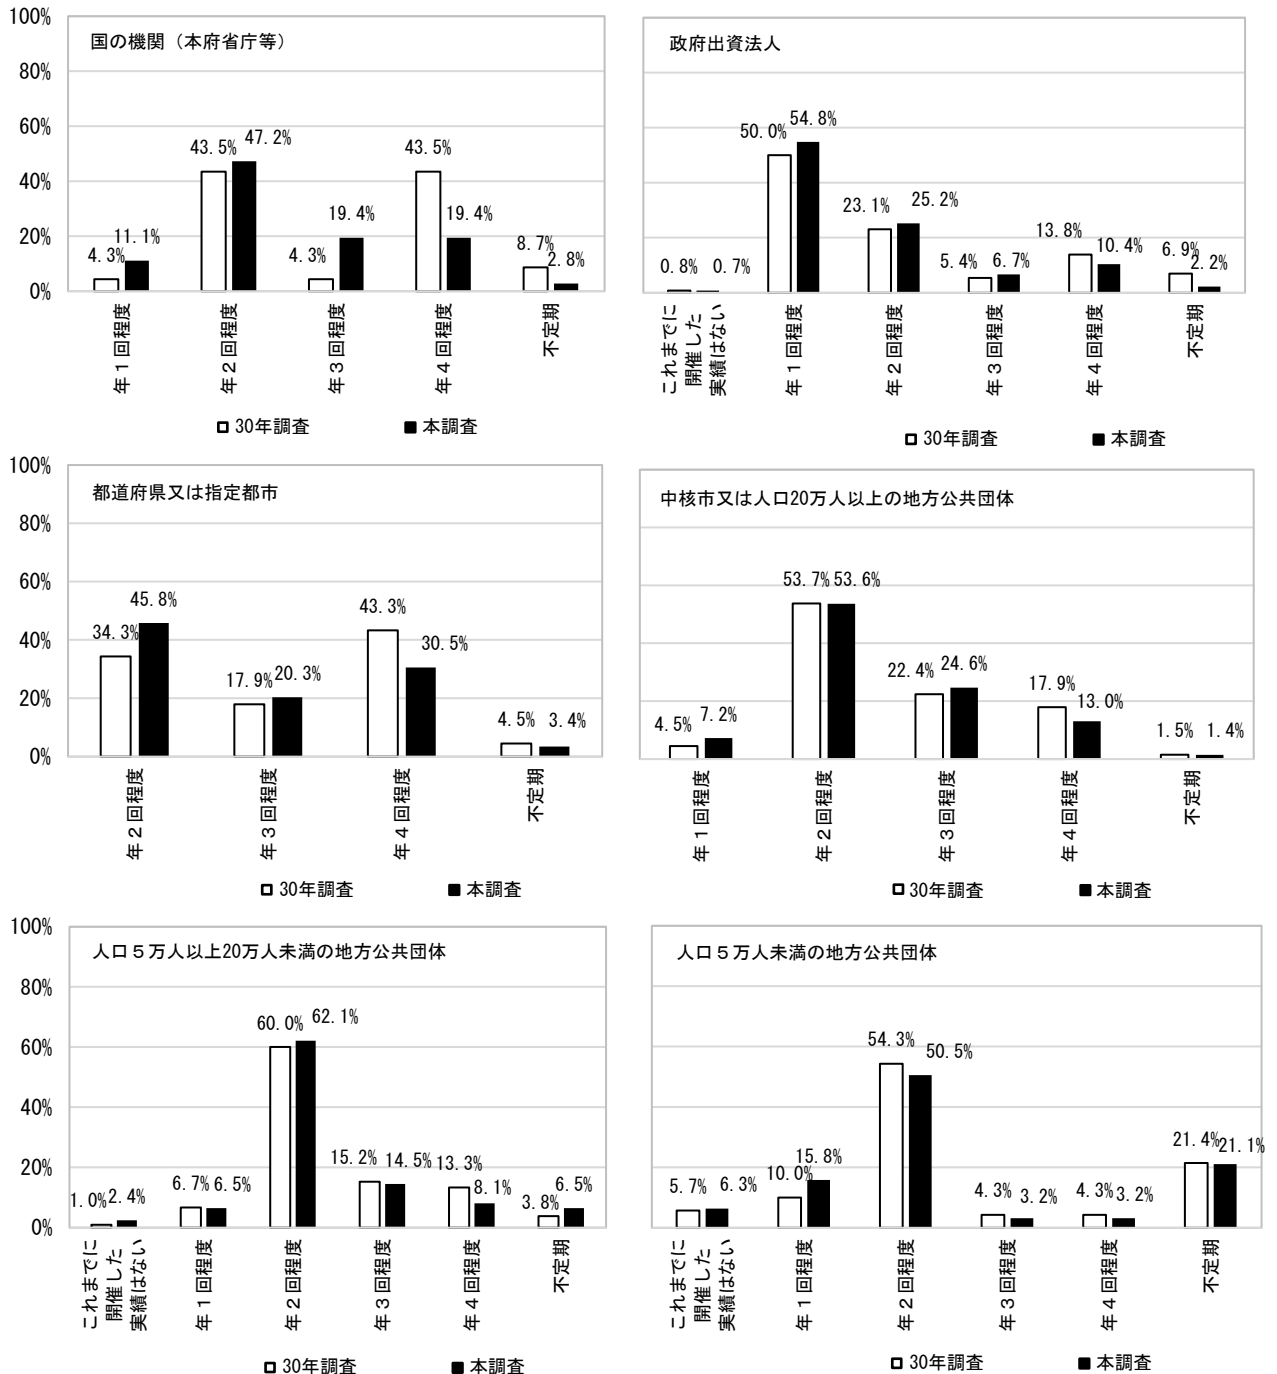 100%
80%
60%
40%
20%
0%
国の機関（本府省庁等）
4.3%
11.1%
43.5%
47.2%
4.3%
19.4%
43.5%
19.4%
8.7%
2.8%
年１回程度
年２回程度
年３回程度
年４回程度
不定期
30年調査
本調査
政府出資法人
0.8%
0.7%
50.0%
54.8%
23.1%
25.2%
5.4%
6.7%
13.8%
10.4%
6.9%
2.2%
これまでに
開催した
実績はない
年１回程度
年２回程度
年３回程度
年４回程度
不定期
30年調査
本調査
100%
80%
60%
40%
20%
0%
都道府県又は指定都市
34.3%
45.8%
17.9%
20.3%
43.3%
30.5%
4.5%
3.4%
年２回程度
年３回程度
年４回程度
不定期
30年調査
本調査
中核市又は人口20万人以上の地方公共団体
4.5%
7.2%
53.7%
53.6%
22.4%
24.6%
17.9%
13.0%
1.5%
1.4%
年１回程度
年２回程度
年３回程度
年４回程度
不定期
30年調査
本調査
100%
80%
60%
40%
20%
0%
人口５万人以上20万人未満の地方公共団体
1.0%
2.4%
6.7%
6.5%
60.0%
62.1%
15.2%
14.5%
13.3%
8.1%
3.8%
6.5%
これまでに
開催した
実績はない
年１回程度
年２回程度
年３回程度
年４回程度
不定期
30年調査
本調査
人口５万人未満の地方公共団体
5.7%
6.3%
10.0%
15.8%
54.3%
50.5%
4.3%
3.2%
4.3%
3.2%
21.4%
21.1%
これまでに
開催した
実績はない
年１回程度
年２回程度
年３回程度
年４回程度
不定期
30年調査
本調査